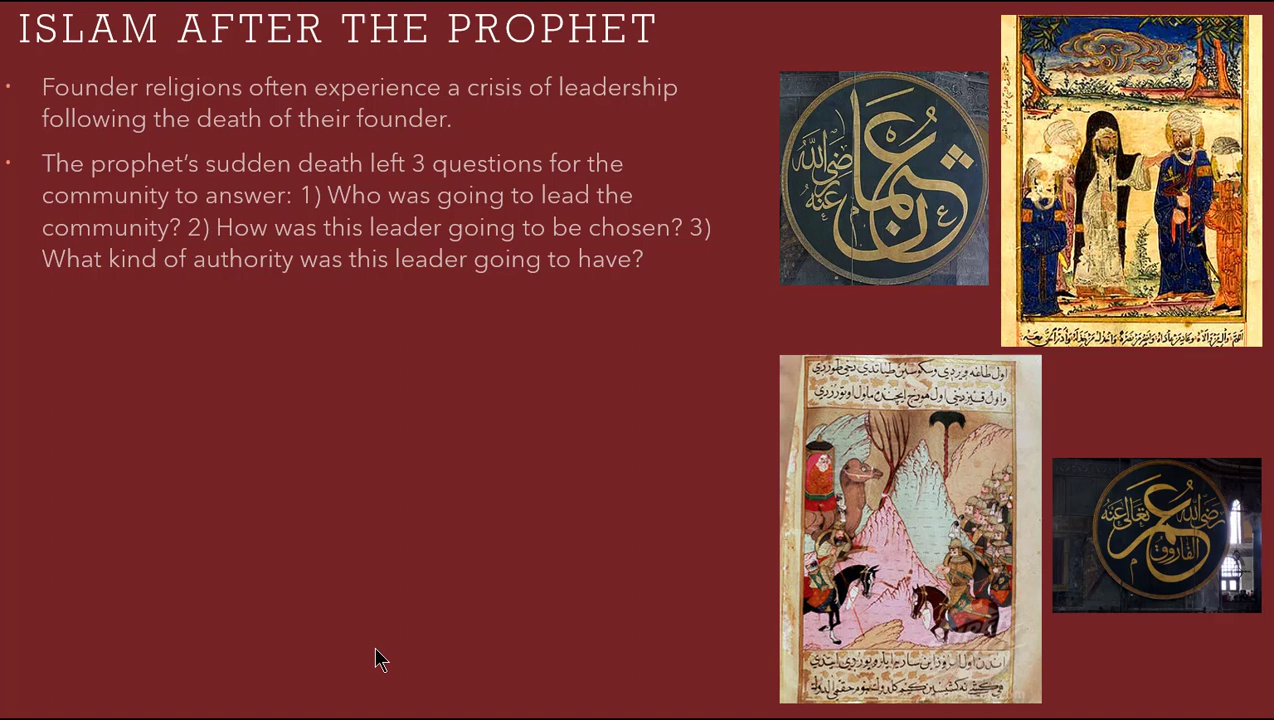 ISLAM AFTER THE PROPHET
• Founder religions often experience a crisis of leadership
following the death of their founder.
• The prophet’s sudden death left 3 questions for the
community to answer: 1) Who was going to lead the
community? 2) How was this leader going to be chosen? 3)
What kind of authority was this leader going to have?
عثمان
رضي الله
عنه
عمر
الفاروق
رضي الله
تعالى عنه